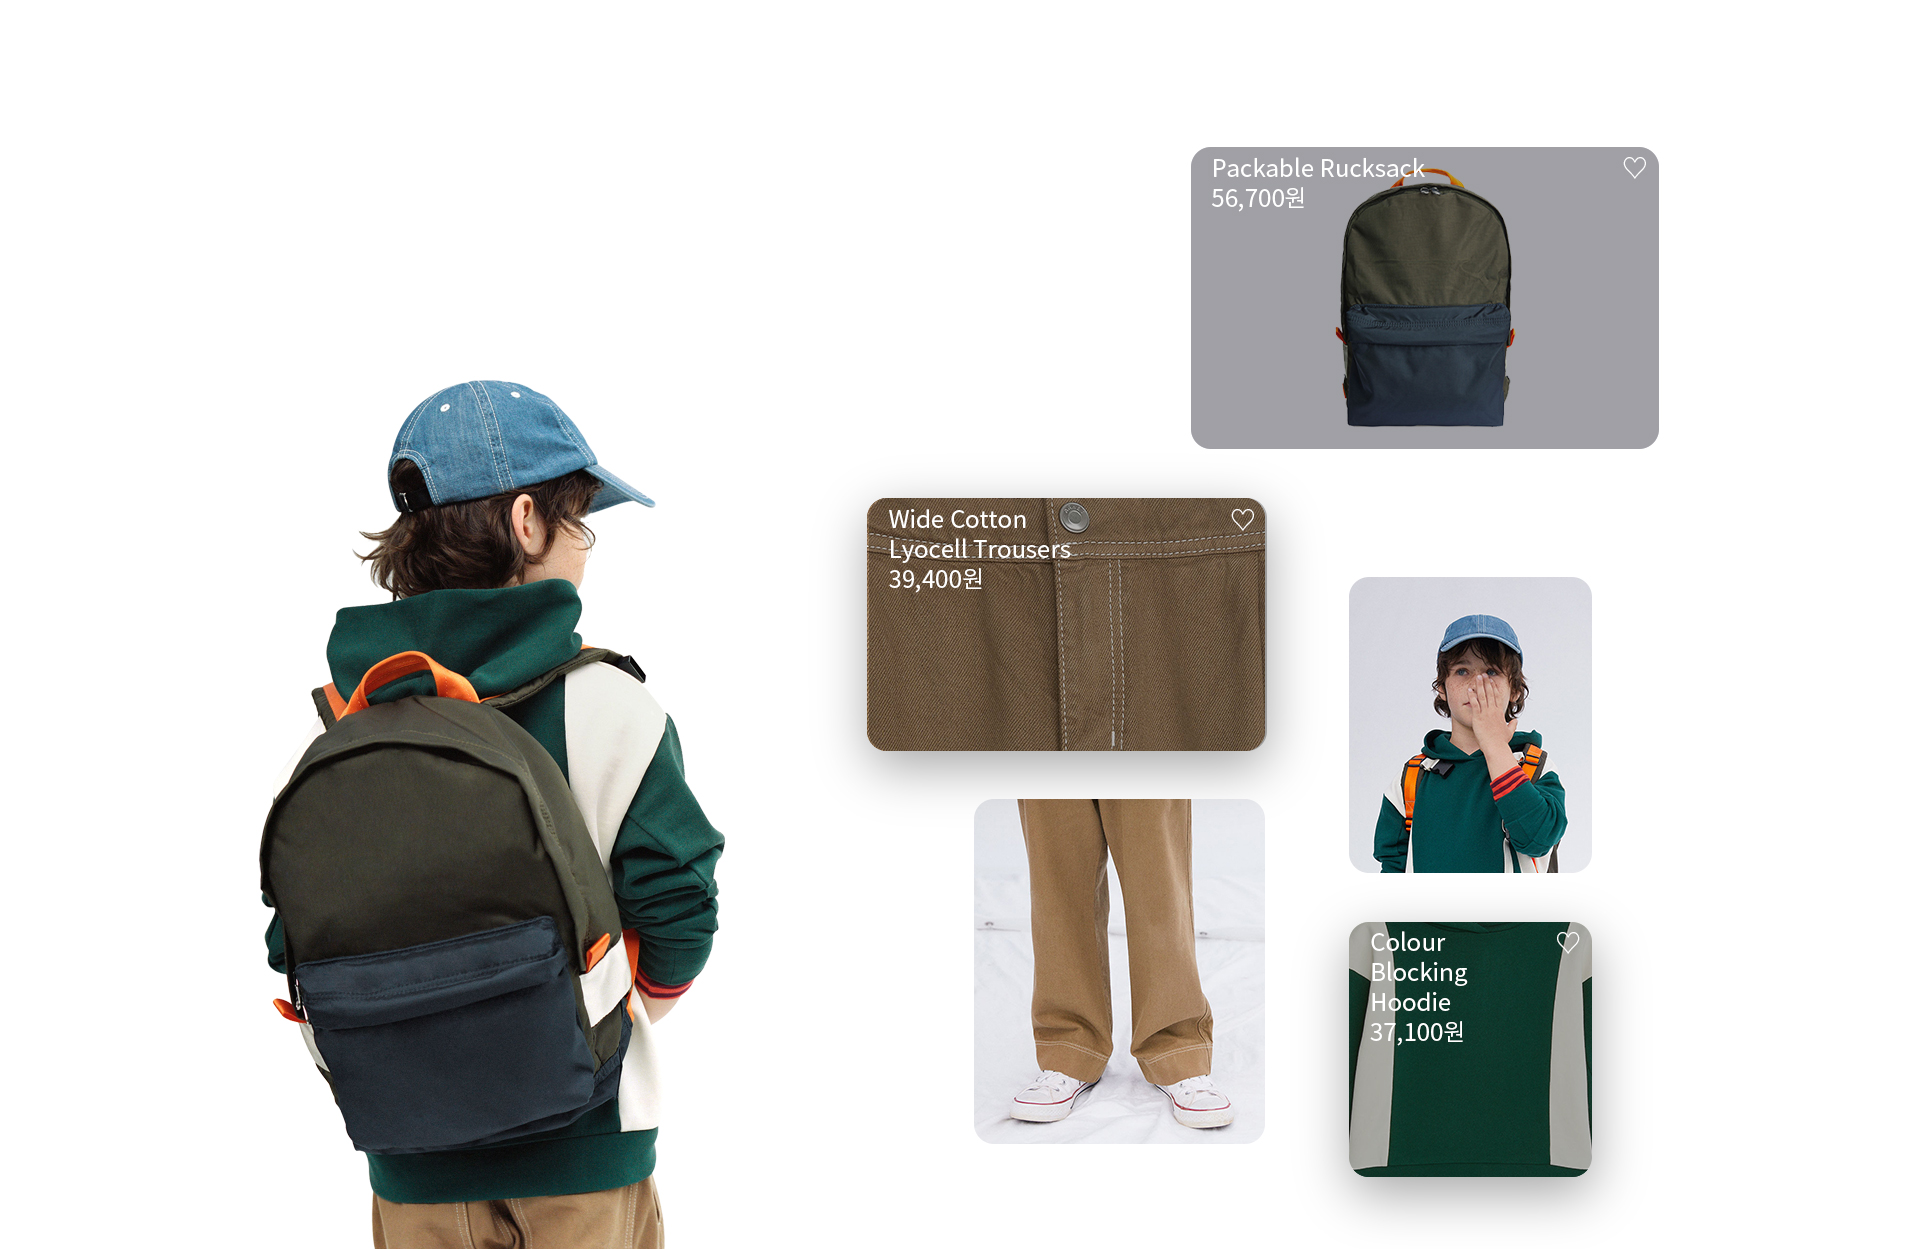 Packable Rucksack
56,700원
Wide Cotton
Lyocell Trousers
39,400원
Colour
Blocking
Hoodie
37,100원